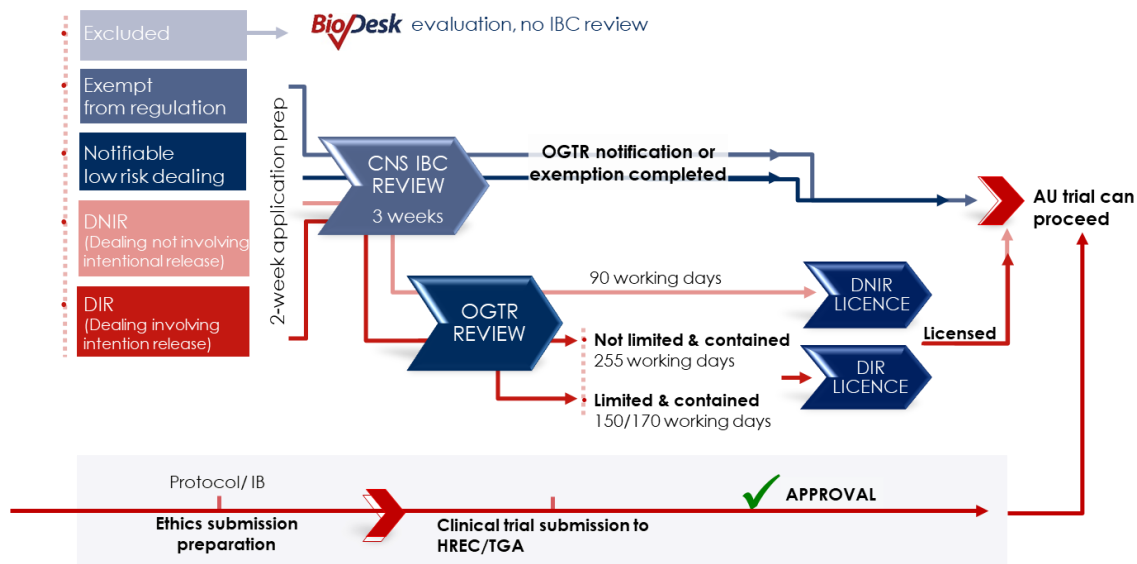 Excluded
BioDesk evaluation, no IBC review
Exempt
from regulation
Notifiable
low risk dealing
DNIR
(Dealing not involving
intentional release)
DIR
(Dealing involving
intention release)
2-week application prep
CNS IBC
REVIEW
3 weeks
OGTR notification or
exemption completed
AU trial can
proceed
90 working days
DNIR
LICENCE
OGTR
REVIEW
Not limited & contained
255 working days
Licensed
DIR
LICENCE
Limited & contained
150/170 working days
Protocol/ IB
Ethics submission
preparation
Clinical trial submission to
HREC/TGA
APPROVAL